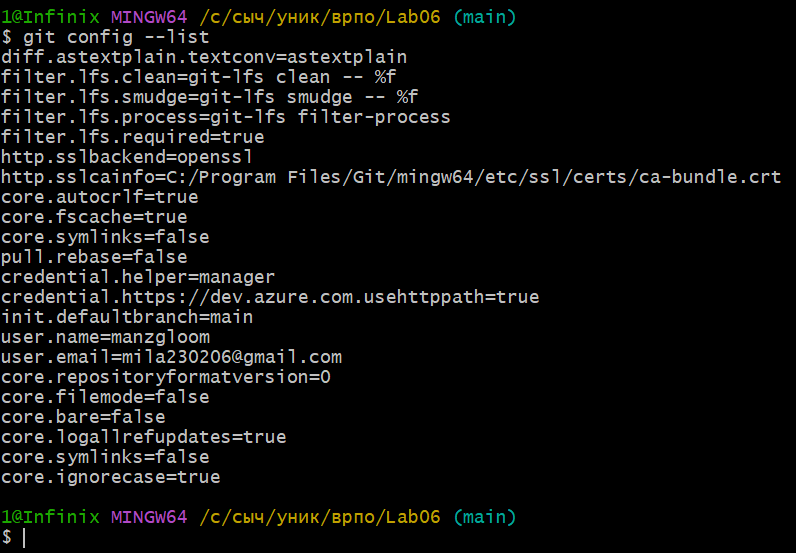 1@Infinix MINGW64 /c/сыч/уник/врпо/Lab06 (main)
$ git config --list
diff.astextplain.textconv=astextplain
filter.lfs.clean=git-lfs clean -- %f
filter.lfs.smudge=git-lfs smudge -- %f
filter.lfs.process=git-lfs filter-process
filter.lfs.required=true
http.sslbackend=openssl
http.sslcainfo=C:/Program Files/Git/mingw64/etc/ssl/certs/ca-bundle.crt
core.autocrlf=true
core.fscache=true
core.symlinks=false
pull.rebase=false
credential.helper=manager
credential.https://dev.azure.com.usehttppath=true
init.defaultbranch=main
user.name=manzgloom
user.email=mila230206@gmail.com
core.repositoryformatversion=0
core.filemode=false
core.bare=false
core.logallrefupdates=true
core.symlinks=false
core.ignorecase=true
1@Infinix MINGW64 /c/сыч/уник/врпо/Lab06 (main)
$